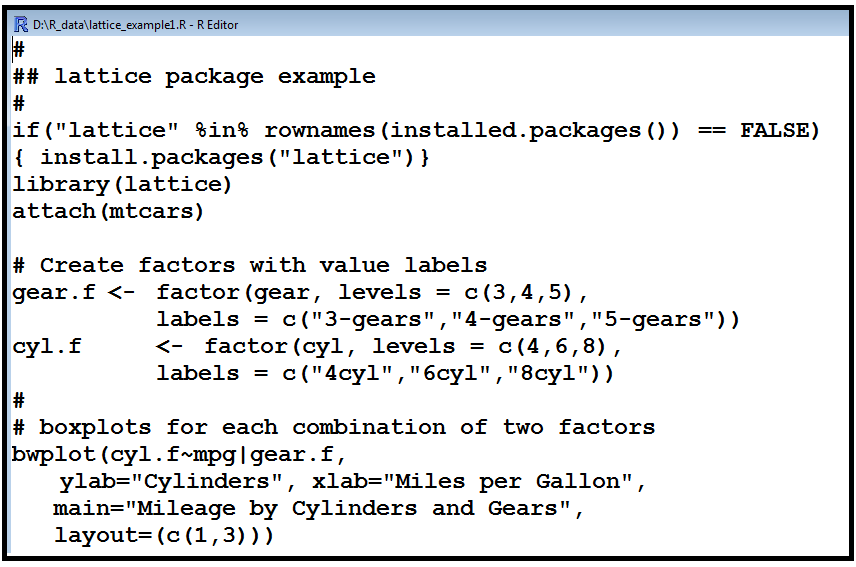 D:\R_data\lattice_example1.R - R Editor
#
## lattice package example
#
if("lattice" %in% rownames(installed.packages()) == FALSE)
{ install.packages("lattice")}
library(lattice)
attach(mtcars)

# Create factors with value labels
gear.f <-  factor(gear, levels = c(3,4,5),
           labels = c("3-gears","4-gears","5-gears"))
cyl.f      <-  factor(cyl, levels = c(4,6,8),
           labels = c("4cyl","6cyl","8cyl"))
#
# boxplots for each combination of two factors
bwplot(cyl.f~mpg|gear.f,
    ylab="Cylinders", xlab="Miles per Gallon",
   main="Mileage by Cylinders and Gears",
   layout=(c(1,3)))